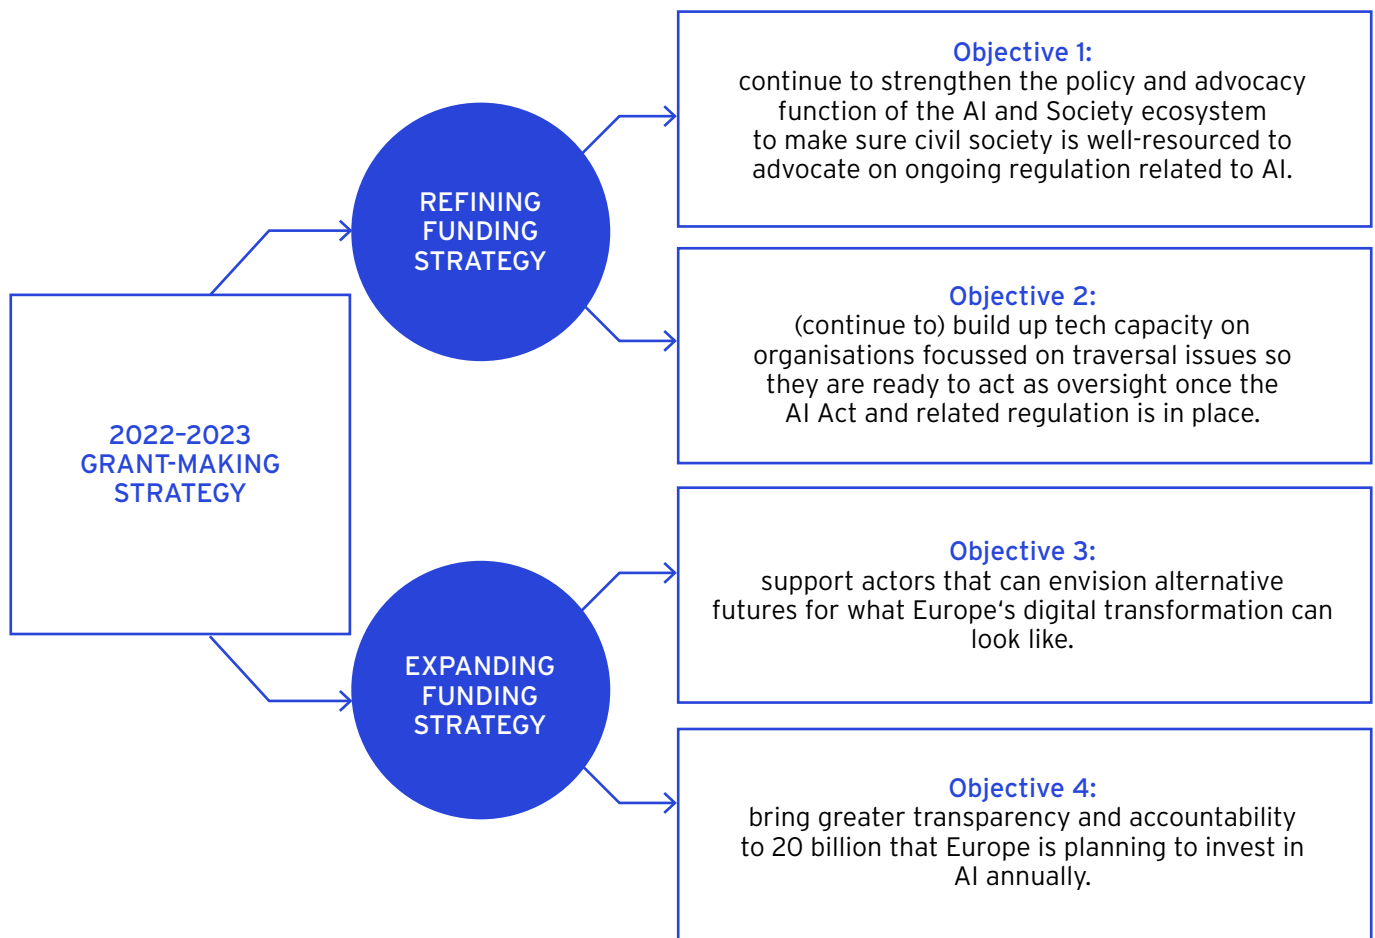 2022–2023
GRANT-MAKING
STRATEGY
REFINING
FUNDING
STRATEGY
Objective 1:
continue to strengthen the policy and advocacy
function of the AI and Society ecosystem
to make sure civil society is well-resourced to
advocate on ongoing regulation related to AI.
Objective 2:
(continue to) build up tech capacity on
organisations focussed on traversal issues so
they are ready to act as oversight once the
AI Act and related regulation is in place.
EXPANDING
FUNDING
STRATEGY
Objective 3:
support actors that can envision alternative
futures for what Europe‘s digital transformation can
look like.
Objective 4:
bring greater transparency and accountability
to 20 billion that Europe is planning to invest in
AI annually.